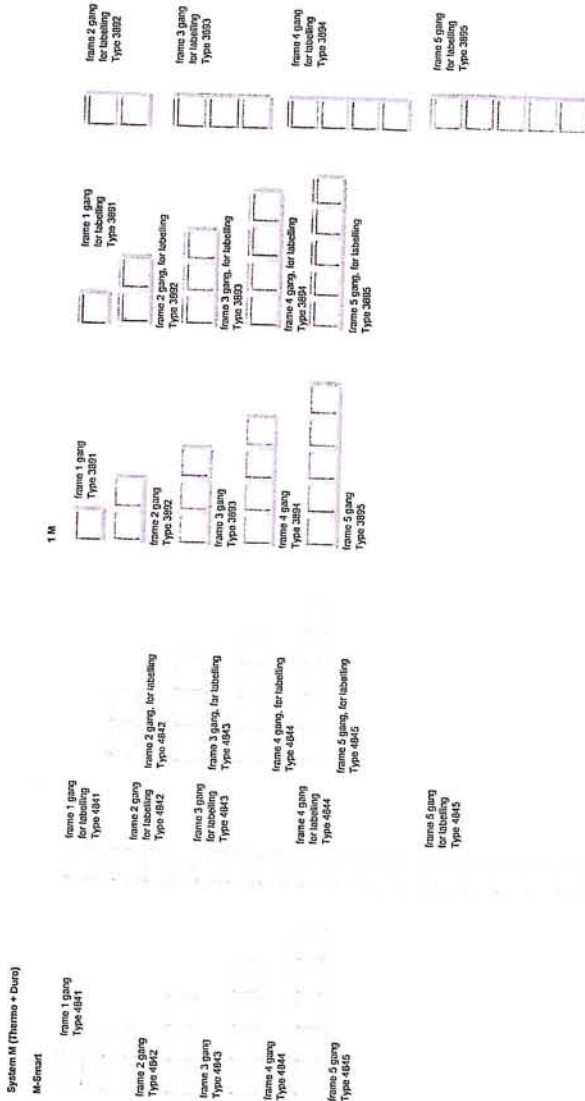 System M (Thermo + Duro)
M-Smart
frame 1 gang
Type 4841
frame 2 gang
Type 4842
frame 3 gang
Type 4843
frame 4 gang
Type 4844
frame 5 gang
Type 4845
frame 1 gang
for labelling
Type 4841
frame 2 gang
for labelling
Type 4842
frame 3 gang
for labelling
Type 4843
frame 4 gang
for labelling
Type 4844
frame 5 gang
for labelling
Type 4845
frame 2 gang, for labelling
Type 4842
frame 3 gang, for labelling
Type 4843
frame 4 gang, for labelling
Type 4844
frame 5 gang, for labelling
Type 4845
1 M
frame 1 gang
Type 3891
frame 2 gang
Type 3892
frame 3 gang
Type 3893
frame 4 gang
Type 3894
frame 5 gang
Type 3895
frame 1 gang
for labelling
Type 3891
frame 2 gang, for labelling
Type 3892
frame 3 gang, for labelling
Type 3893
frame 4 gang, for labelling
Type 3894
frame 5 gang, for labelling
Type 3895
frame 2 gang
for labelling
Type 3892
frame 3 gang
for labelling
Type 3893
frame 4 gang
for labelling
Type 3894
frame 5 gang
for labelling
Type 3895